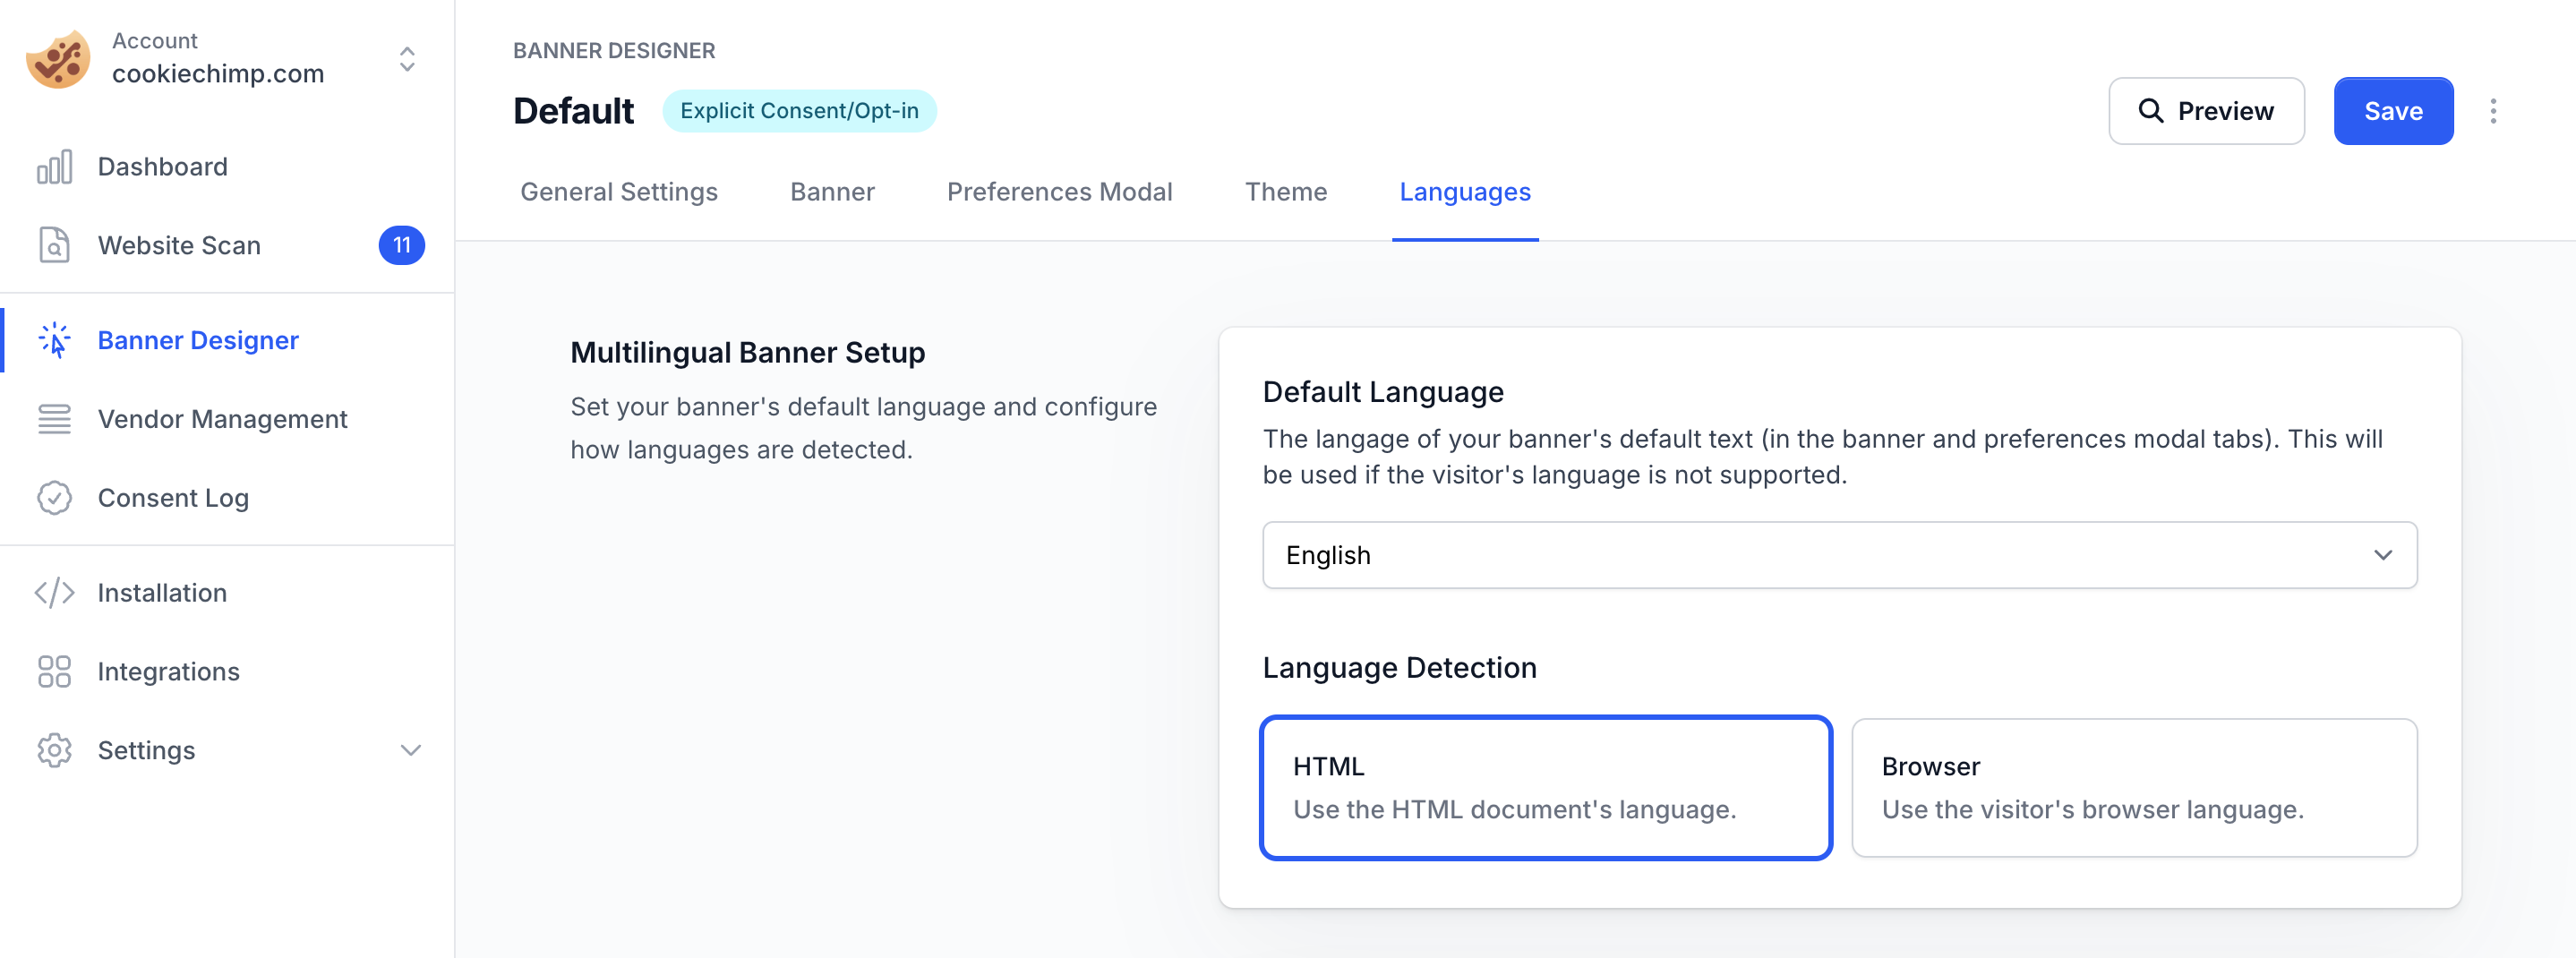 Account
cookiechimp.com
Dashboard
Website Scan
11
Banner Designer
Vendor Management
Consent Log
Installation
Integrations
Settings
BANNER DESIGNER
Default
Explicit Consent/Opt-in
Preview
Save
General Settings
Banner
Preferences Modal
Theme
Languages
Multilingual Banner Setup
Set your banner's default language and configure
how languages are detected.
Default Language
The langage of your banner's default text (in the banner and preferences modal tabs). This will
be used if the visitor's language is not supported.
English
Language Detection
HTML
Use the HTML document's language.
Browser
Use the visitor's browser language.